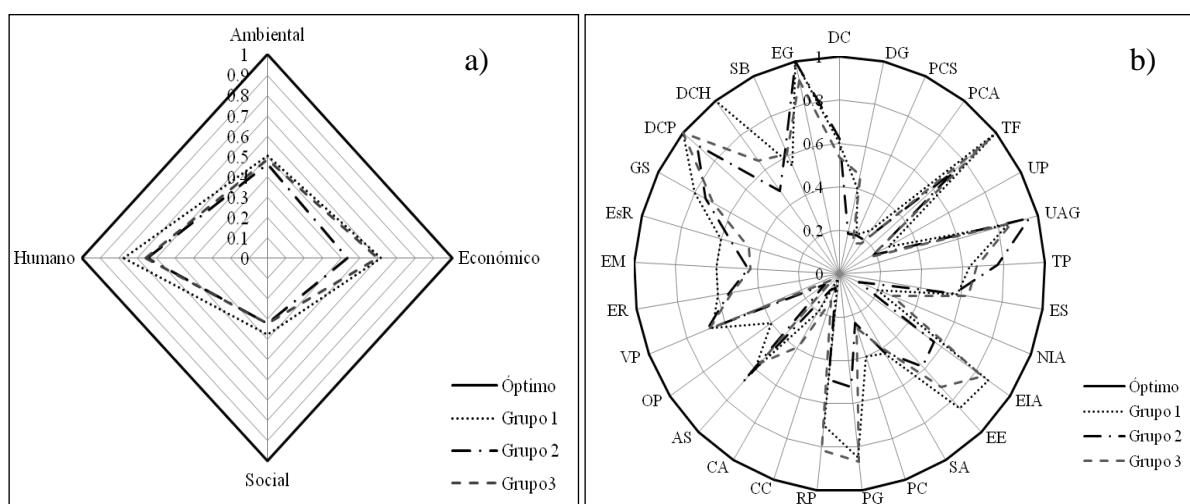 a)
Ambiental
1
0.9
0.8
0.7
0.6
0.5
0.4
0.3
0.2
0.1
0
Humano
Económico
Social
Óptimo
Grupo 1
Grupo 2
Grupo3
b)
DC
DG
PCS
PCA
TF
UP
UAG
TP
ES
NIA
EIA
EE
SA
PC
PG
RP
CC
CA
AS
OP
VP
ER
EM
EsR
GS
DCP
DCH
SB
EG
1
0.8
0.6
0.4
0.2
0
Óptimo
Grupo 1
Grupo 2
Grupo 3